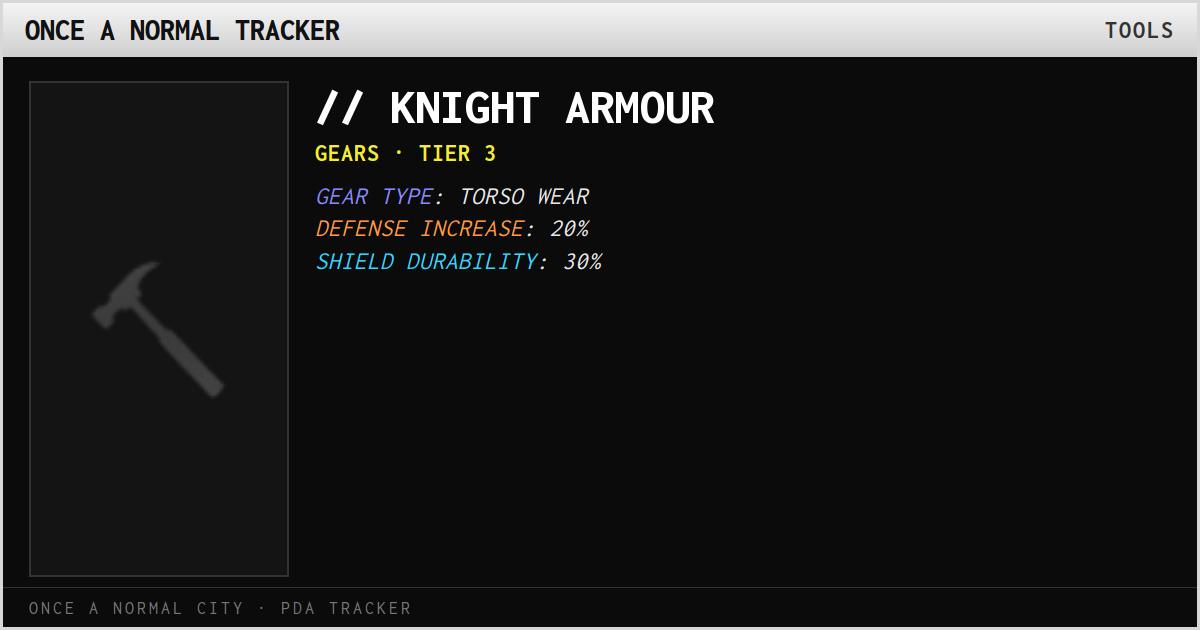 ONCE A NORMAL TRACKER
TOOLS
// KNIGHT ARMOUR
GEARS · TIER 3
GEAR TYPE: TORSO WEAR
DEFENSE INCREASE: 20%
SHIELD DURABILITY: 30%
ONCE A NORMAL CITY · PDA TRACKER